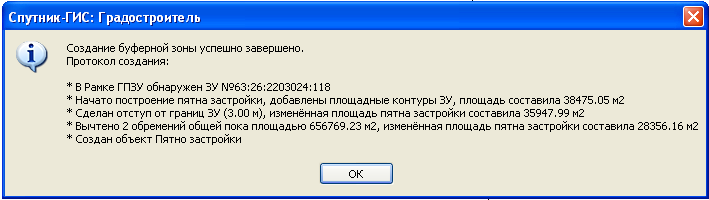 Спутник-ГИС: Градостроитель
Создание буферной зоны успешно завершено.
Протокол создания:
* В Рамке ГПЗУ обнаружен ЗУ №63:26:2203024:118
* Начато построение пятна застройки, добавлены площадные контуры ЗУ, площадь составила 38475.05 м2
* Сделан отступ от границ ЗУ (3.00 м), изменённая площадь пятна застройки составила 35947.99 м2
* Вычтено 2 обремений общей пока площадью 656769.23 м2, изменённая площадь пятна застройки составила 28356.16 м2
* Создан объект Пятно застройки
OK